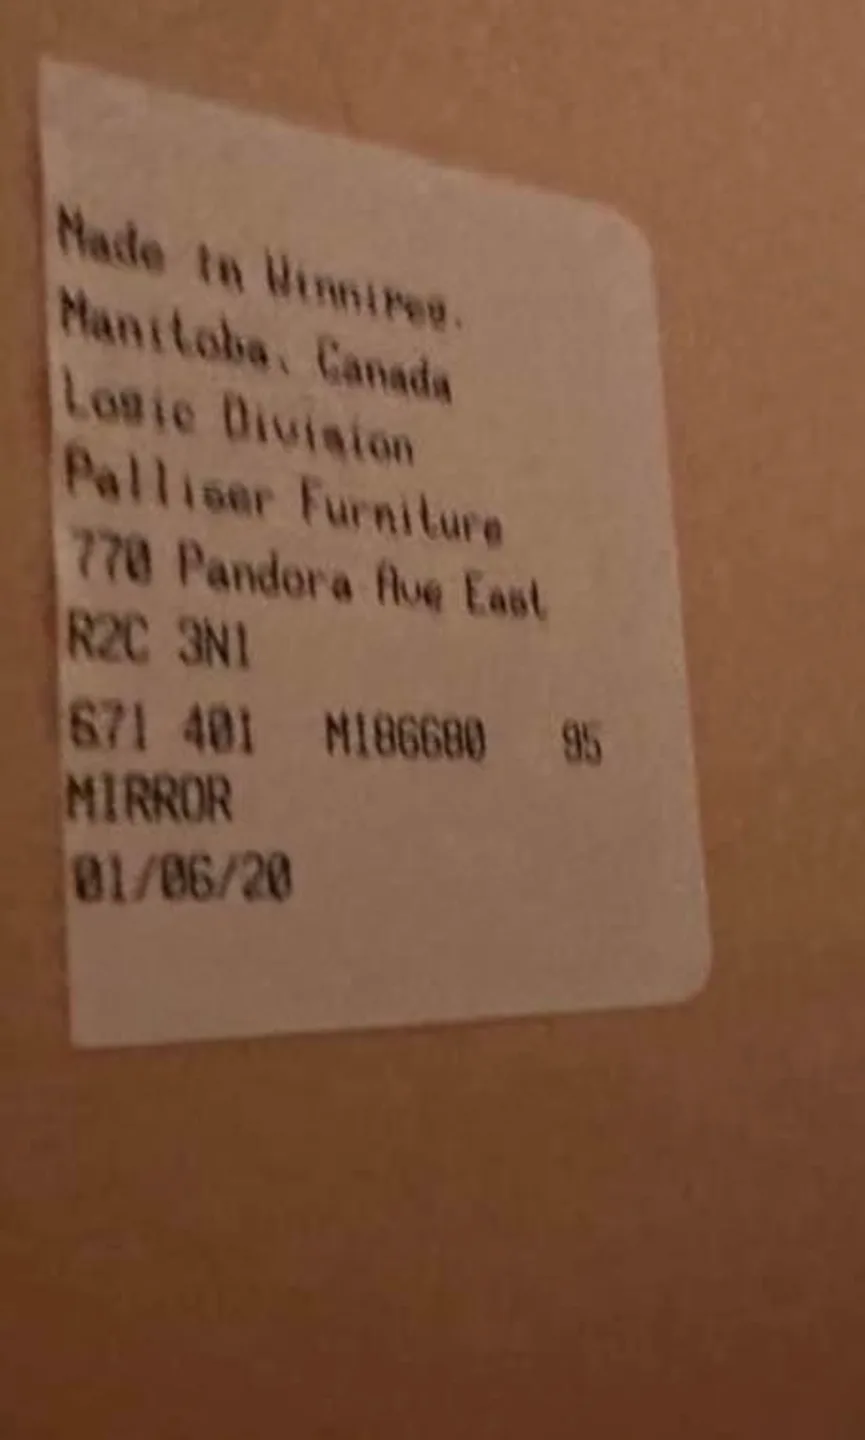 Made in Winnipeg,
Manitoba, Canada
Logic Division
Palliser Furniture
770 Pandora Ave East
R2C 3N1
671 401 M186680 95
MIRROR
01/06/20